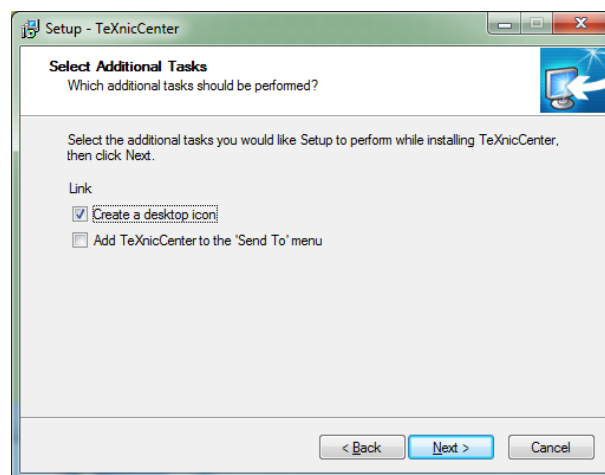 Setup - TeXnicCenter
Select Additional Tasks
Which additional tasks should be performed?
Select the additional tasks you would like Setup to perform while installing TeXnicCenter,
then click Next.
Link
Create a desktop icon
Add TeXnicCenter to the 'Send To' menu
< Back
Next >
Cancel